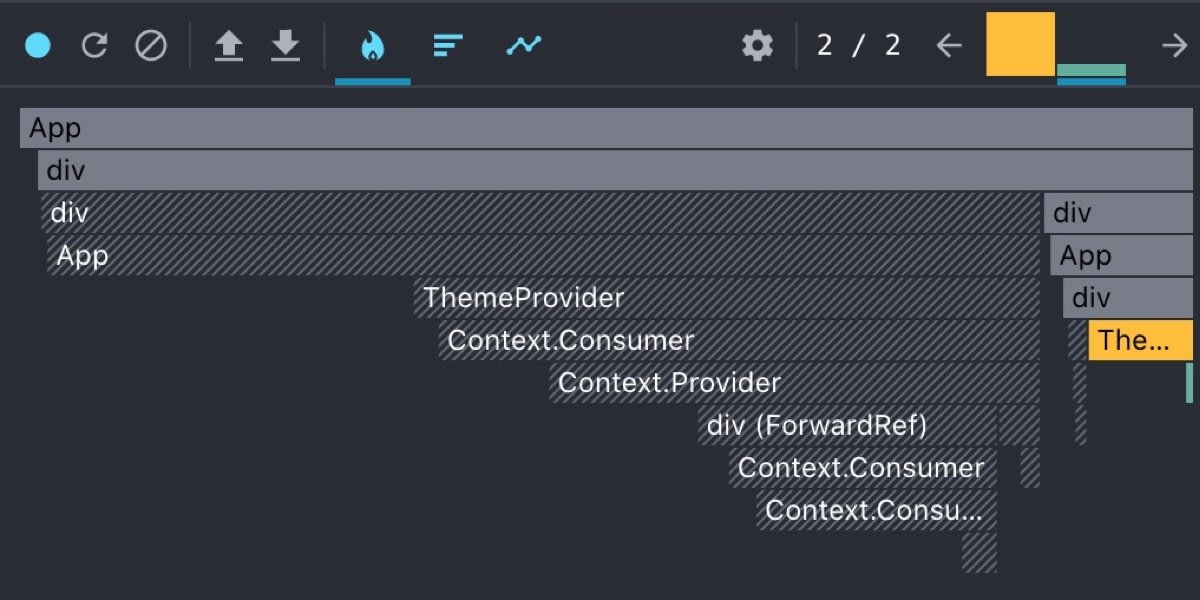 2 / 2
App
div
div div
App App
ThemeProvider div
Context.Consumer The...
Context.Provider
div (ForwardRef)
Context.Consumer
Context.Consu...